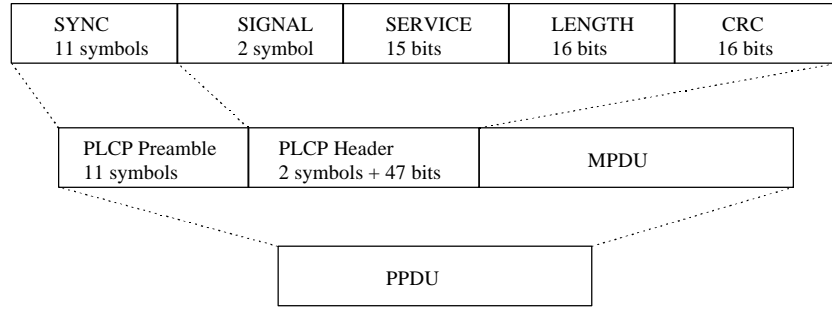 SYNC
11 symbols
SIGNAL
2 symbol
SERVICE
15 bits
LENGTH
16 bits
CRC
16 bits
PLCP Preamble
11 symbols
PLCP Header
2 symbols + 47 bits
MPDU
PPDU